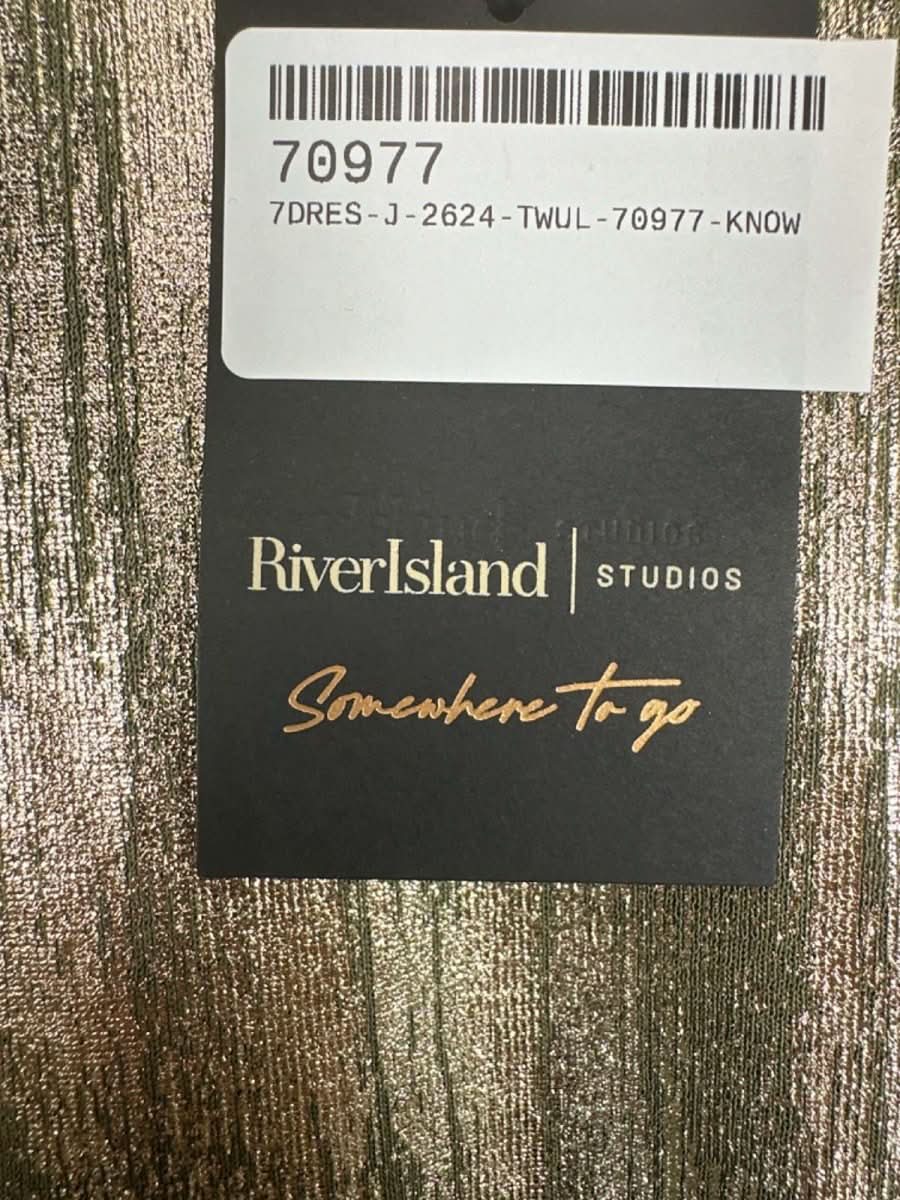 70977
7DRES-J-2624-TWUL-70977-KNOW
RiverIsland | STUDIOS
Somewhere to go